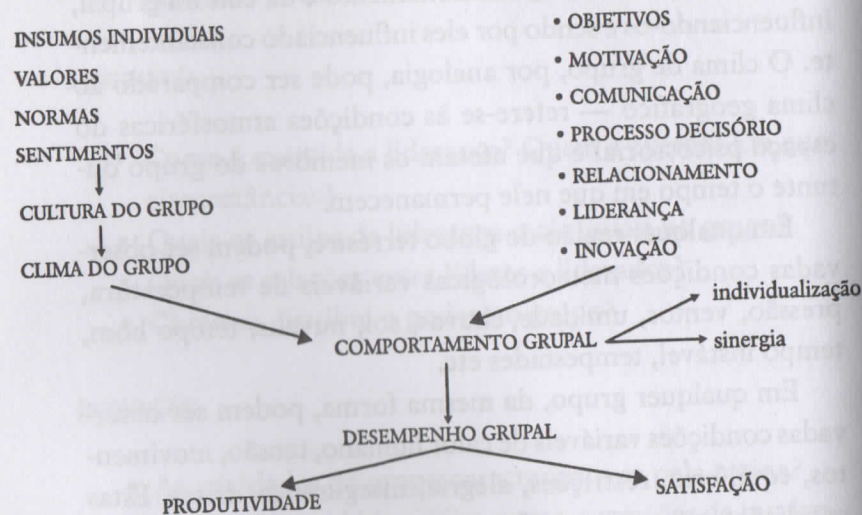 INSUMOS INDIVIDUAIS
VALORES
NORMAS
SENTIMENTOS
CULTURA DO GRUPO
CLIMA DO GRUPO
• OBJETIVOS
• MOTIVAÇÃO
• COMUNICAÇÃO
• PROCESSO DECISÓRIO
• RELACIONAMENTO
• LIDERANÇA
• INOVAÇÃO
COMPORTAMENTO GRUPAL
individualização
sinergia
DESEMPENHO GRUPAL
PRODUTIVIDADE
SATISFAÇÃO